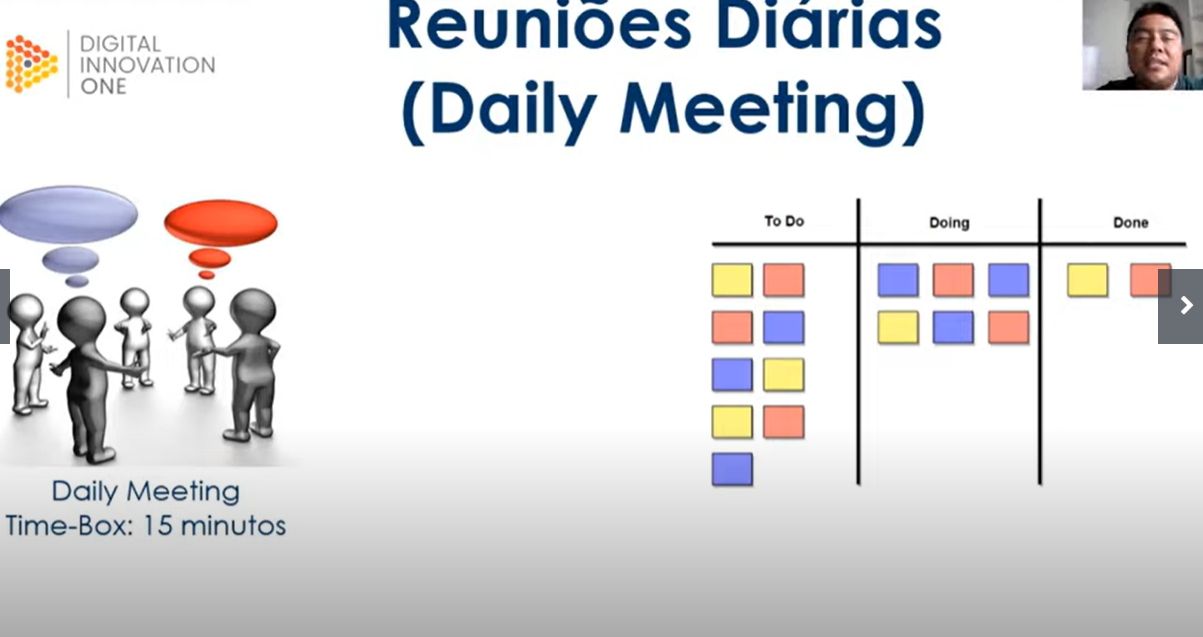 Reuniões Diárias
(Daily Meeting)
DIGITAL
INNOVATION
ONE
To Do
Doing
Done
Daily Meeting
Time-Box: 15 minutos